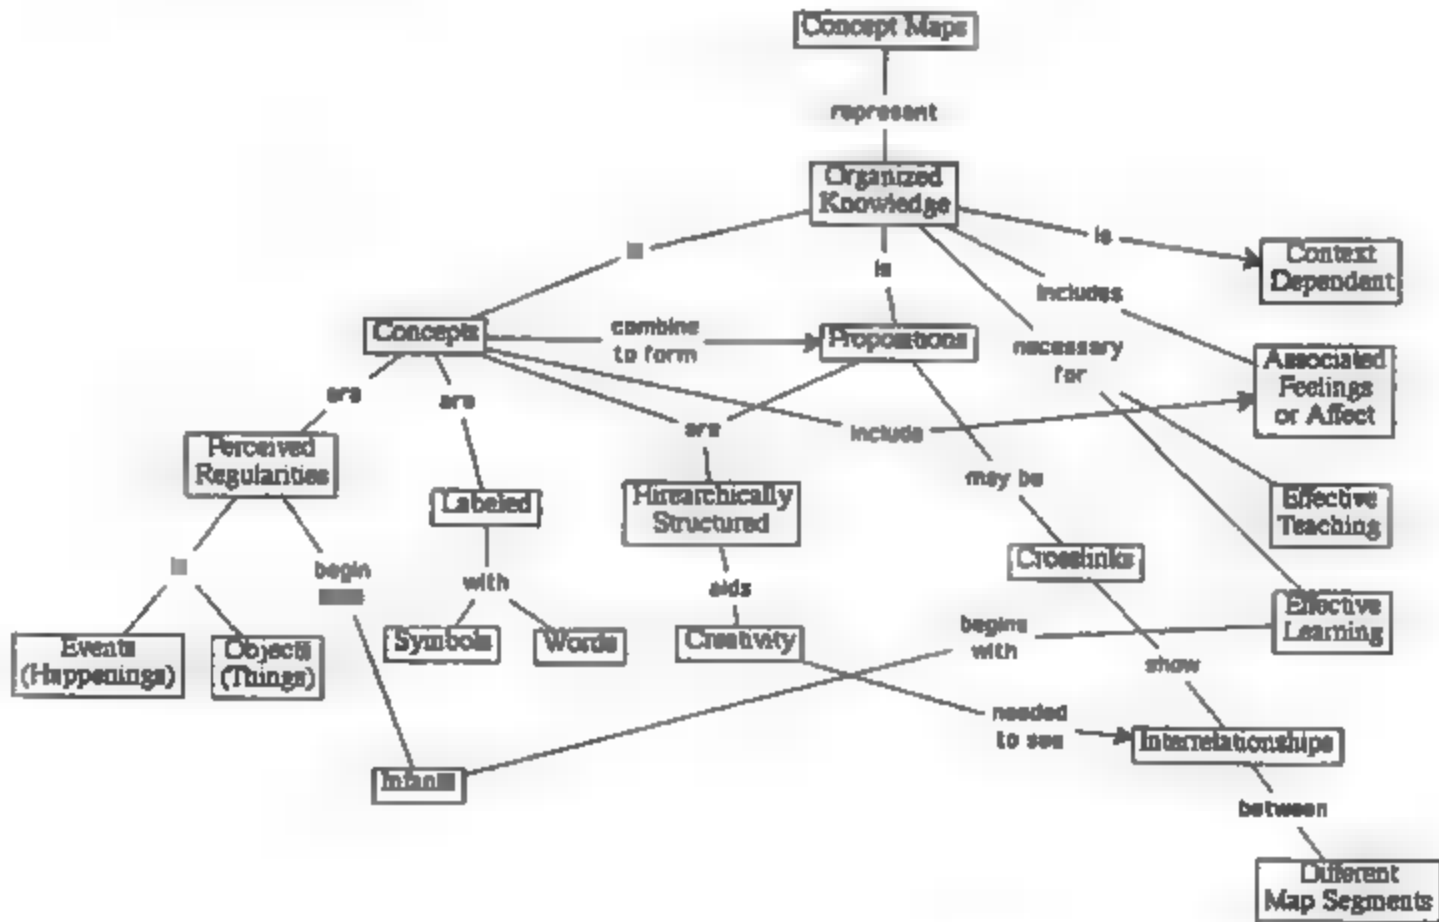 Concept Maps
represent
Organized
Knowledge
is
is
Context
Dependent
includes
Concepts
combine
to form
Propositions
necessary
for
Associated
Feelings
or Affect
are
are
are
include
Perceived
Regularities
Labeled
Hirearchically
Structured
may be
Effective
Teaching
begin
with
aids
Crosslinks
Events
(Happenings)
Objects
(Things)
Symbols
Words
Creativity
begins
with
Effective
Learning
show
needed
to see
Interrelationships
Infants
between
Different
Map Segments